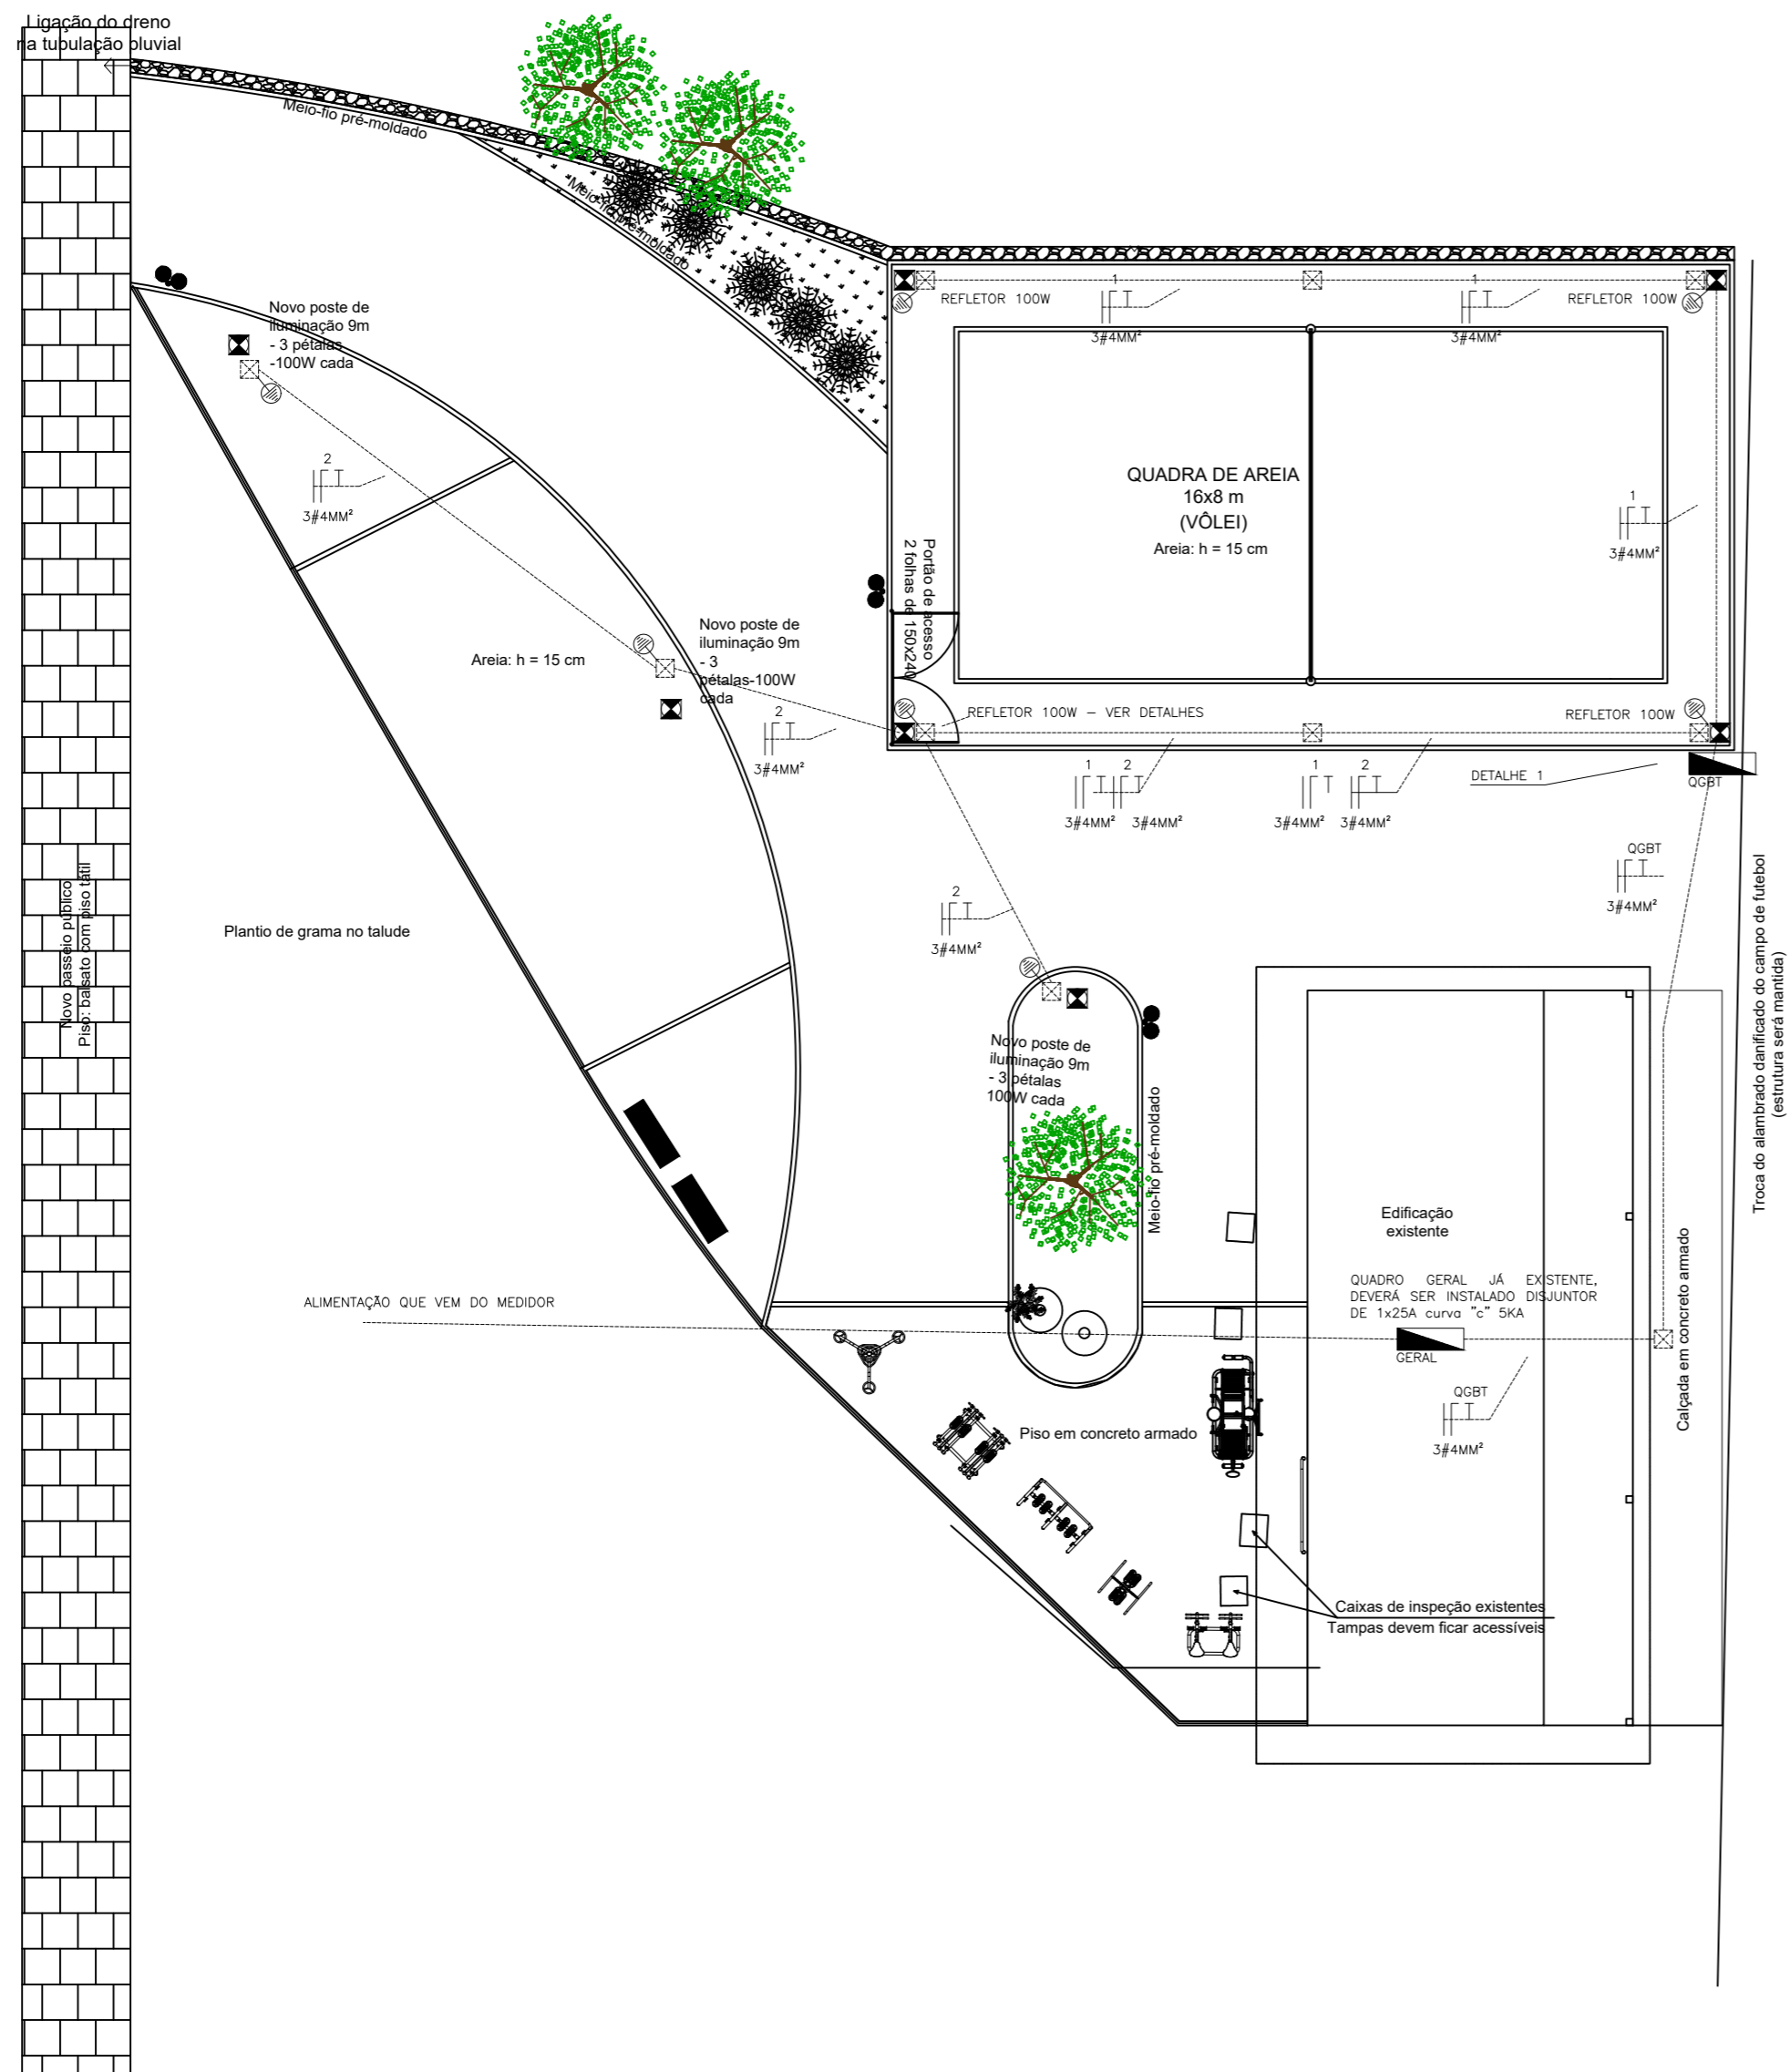 Ligação do dreno
na tubulação pluvial
Meio-fio pré-moldado
Meio-fio pré-moldado
Novo poste de
iluminação 9m
- 3 pétalas
-100W cada
REFLETOR 100W
1
3#4MM²
1
3#4MM²
REFLETOR 100W
2
3#4MM²
QUADRA DE AREIA
16x8 m
(VÔLEI)
Areia: h = 15 cm
1
3#4MM²
Portão de acesso
2 folhas de 150x240
Novo poste de
iluminação 9m
- 3
pétalas-100W
cada
Areia: h = 15 cm
2
3#4MM²
REFLETOR 100W - VER DETALHES
REFLETOR 100W
1 2
3#4MM² 3#4MM²
1 2
3#4MM² 3#4MM²
DETALHE 1
QGBT
QGBT
3#4MM²
2
3#4MM²
Novo passeio público
Piso: balsato com piso tátil
Plantio de grama no talude
Troca do alambrado danificado do campo de futebol
(estrutura será mantida)
Novo poste de
iluminação 9m
- 3 pétalas
100W cada
Meio-fio pré-moldado
Edificação
existente
QUADRO GERAL JÁ EXISTENTE,
DEVERÁ SER INSTALADO DISJUNTOR
DE 1x25A curva "c" 5KA
GERAL
ALIMENTAÇÃO QUE VEM DO MEDIDOR
Calçada em concreto armado
QGBT
3#4MM²
Piso em concreto armado
Caixas de inspeção existentes
Tampas devem ficar acessíveis